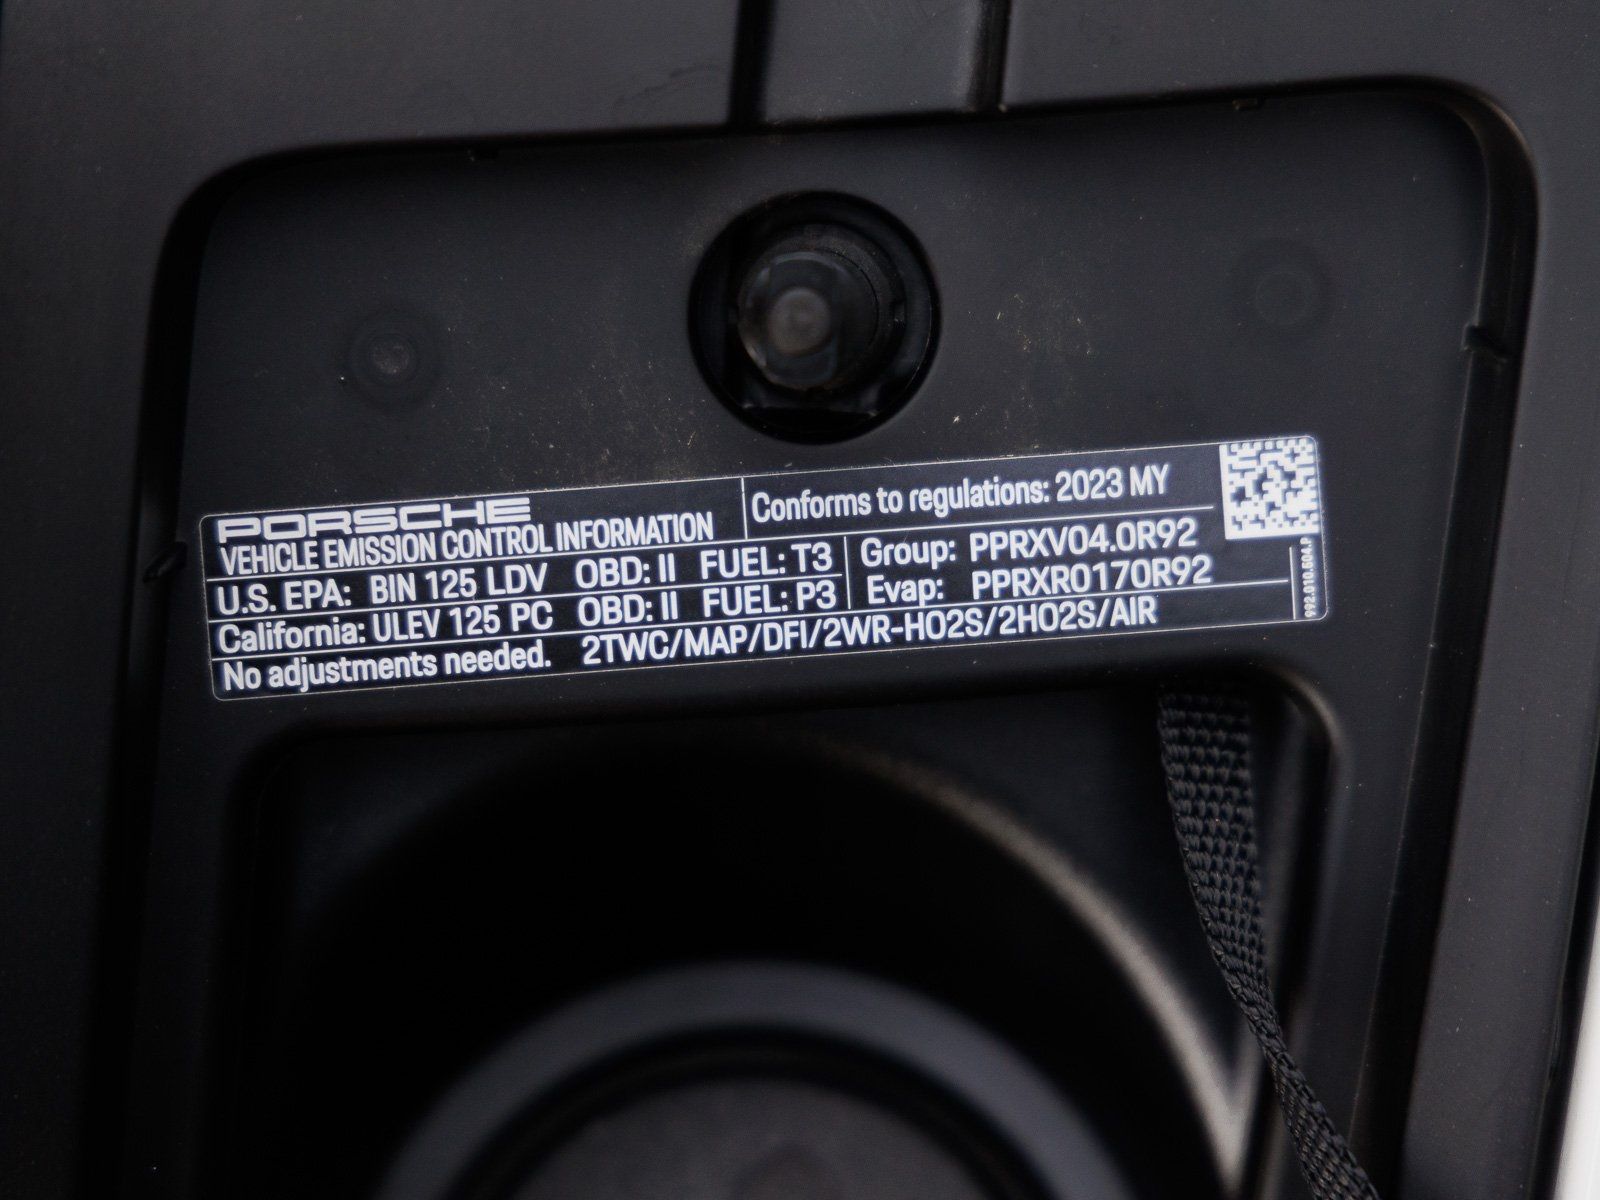 PORSCHE
VEHICLE EMISSION CONTROL INFORMATION
Conforms to regulations: 2023 MY
U.S. EPA: BIN 125 LDV OBD: II FUEL: T3
California: ULEV 125 PC OBD: II FUEL: P3
Group: PPRXV04.0R92
Evap: PPRXR0170R92
No adjustments needed. 2TWC/MAP/DFI/2WR-HO2S/2HO2S/AIR
992.010.504.P